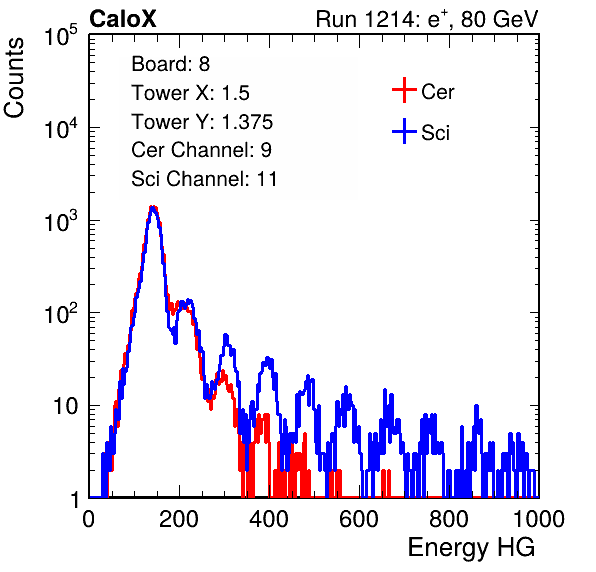 CaloX Run 1214: e⁺, 80 GeV
Counts
Board: 8
Tower X: 1.5
Tower Y: 1.375
Cer Channel: 9
Sci Channel: 11
Cer
Sci
10⁵
10⁴
10³
10²
10
1
0 200 400 600 800 1000
Energy HG